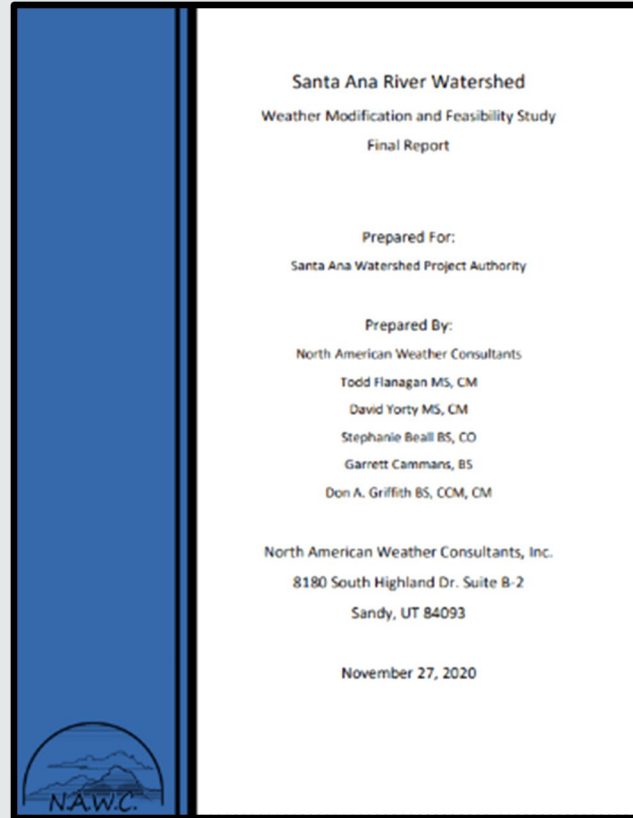 Santa Ana River Watershed
Weather Modification and Feasibility Study
Final Report
Prepared For:
Santa Ana Watershed Project Authority
Prepared By:
North American Weather Consultants
Todd Flanagan MS, CM
David Yorty MS, CM
Stephanie Beall BS, CO
Garrett Cammans, BS
Don A. Griffith BS, CCM, CM
North American Weather Consultants, Inc.
8180 South Highland Dr. Suite B-2
Sandy, UT 84093
November 27, 2020
N.A.W.C.